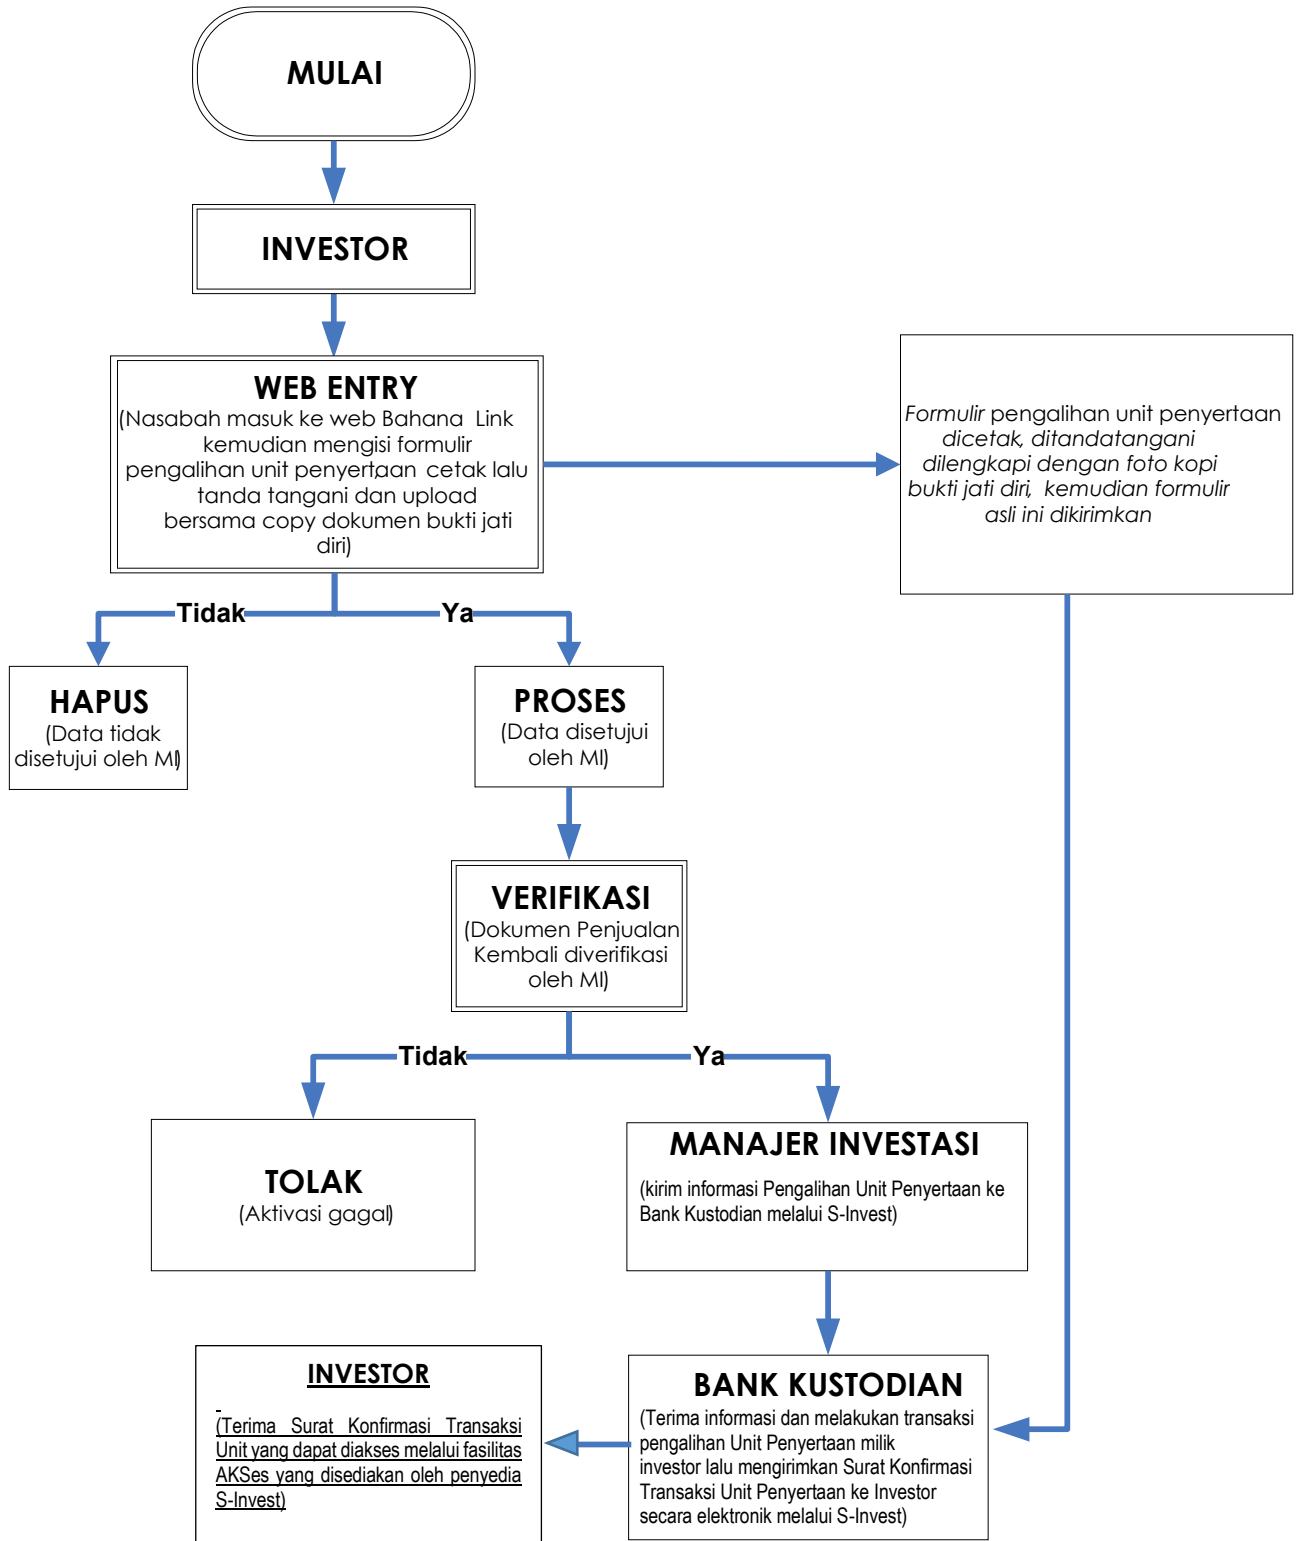 MULAI
INVESTOR
WEB ENTRY
(Nasabah masuk ke web Bahana Link
kemudian mengisi formulir
pengalihan unit penyertaan, cetak lalu
tanda tangani dan upload
bersama copy dokumen bukti jati
diri)
Formulir pengalihan unit penyertaan
dicetak, ditandatangani
dilengkapi dengan foto kopi
bukti jati diri, kemudian formulir
asli ini dikirimkan
Tidak
Ya
HAPUS
(Data tidak
disetujui oleh MI)
PROSES
(Data disetujui
oleh MI)
VERIFIKASI
(Dokumen Penjualan
Kembali diverifikasi
oleh MI)
Tidak
Ya
TOLAK
(Aktivasi gagal)
MANAJER INVESTASI
(kirim informasi Pengalihan Unit Penyertaan ke
Bank Kustodian melalui S-Invest)
INVESTOR
(Terima Surat Konfirmasi Transaksi
Unit yang dapat diakses melalui fasilitas
AKSes yang disediakan oleh penyedia
S-Invest)
BANK KUSTODIAN
(Terima informasi dan melakukan transaksi
pengalihan Unit Penyertaan milik
investor lalu mengirimkan Surat Konfirmasi
Transaksi Unit Penyertaan ke Investor
secara elektronik melalui S-Invest)